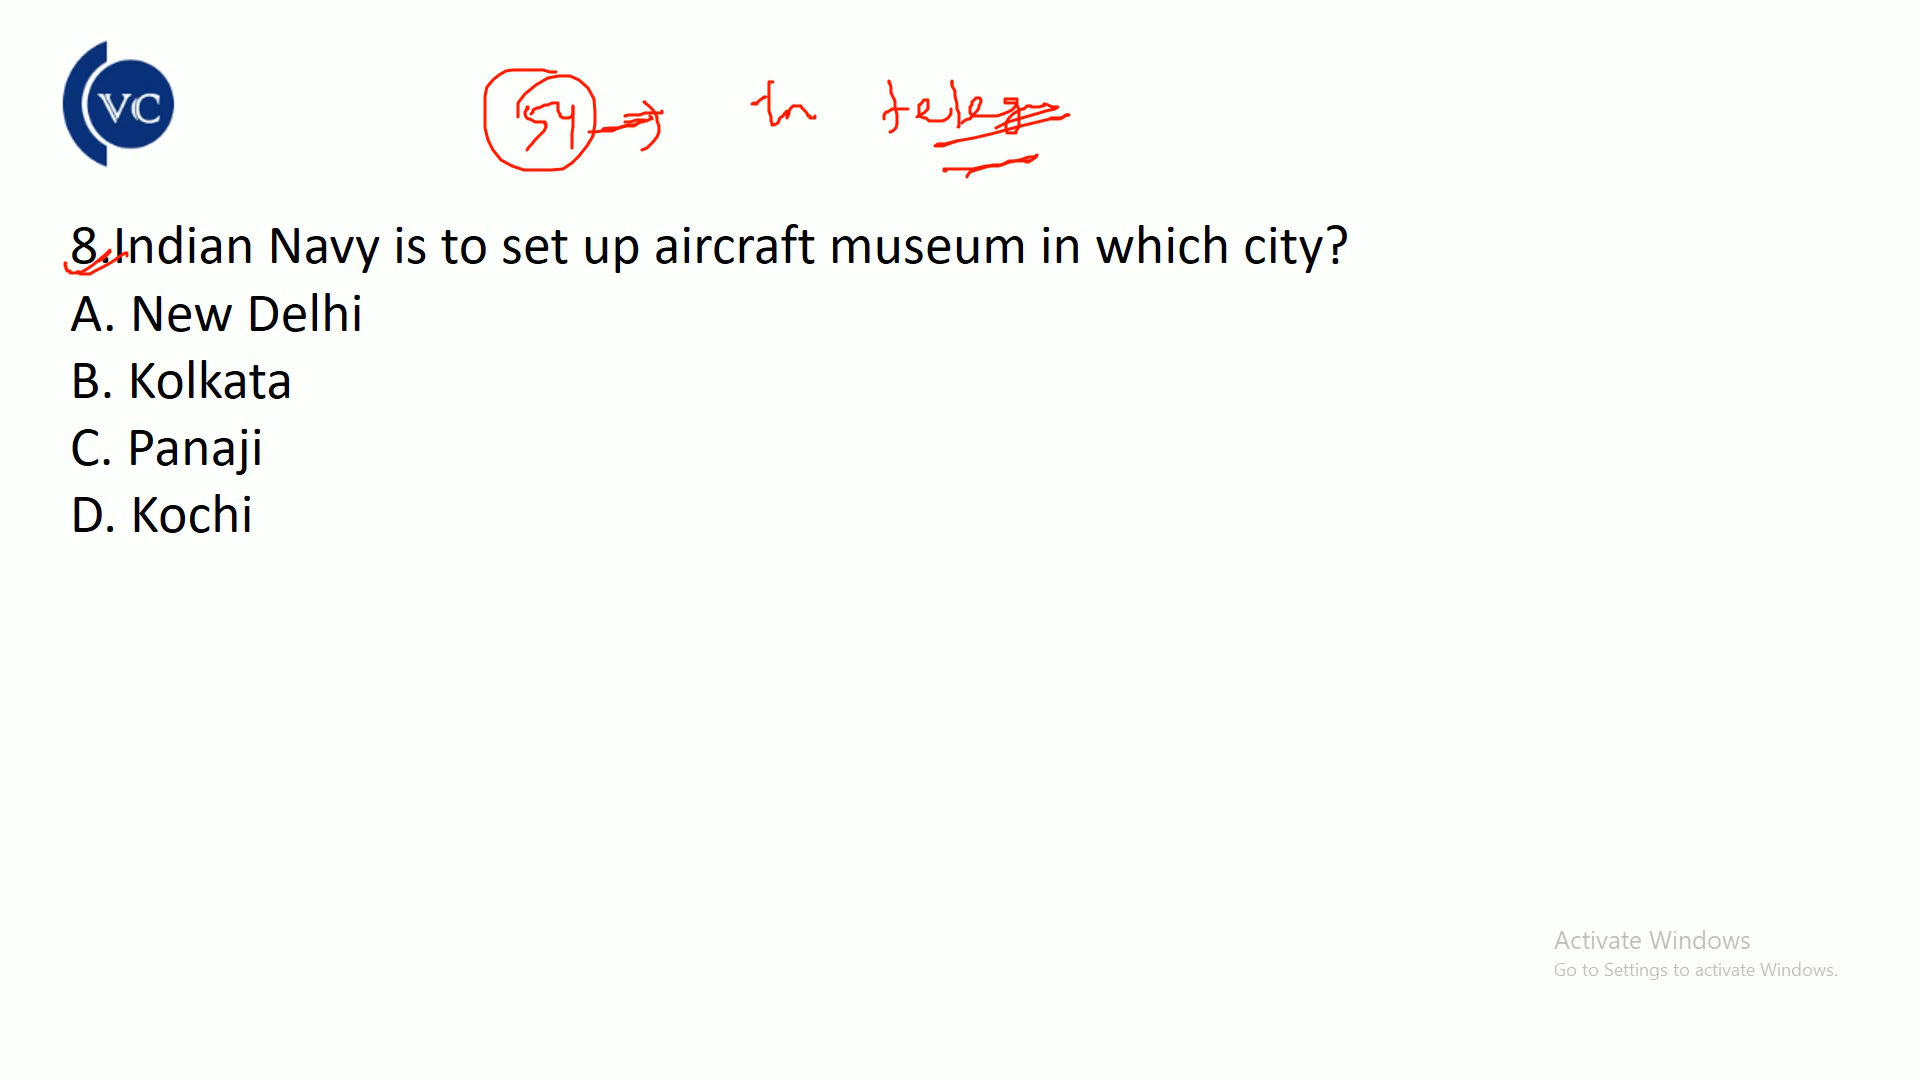 VC
54 → In teleg
8.Indian Navy is to set up aircraft museum in which city?
A. New Delhi
B. Kolkata
C. Panaji
D. Kochi
Activate Windows
Go to Settings to activate Windows.